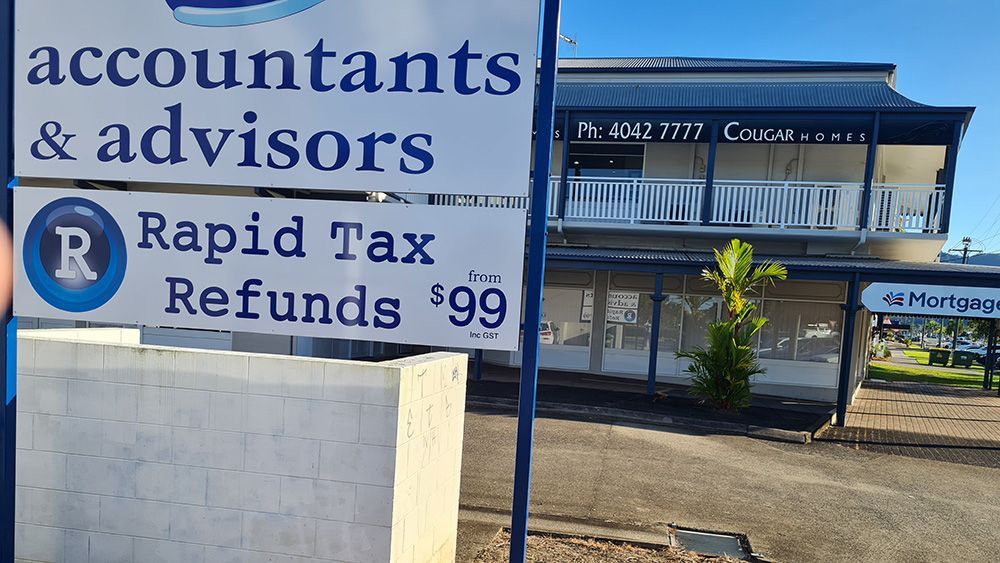 accountants
& advisors
R
Rapid Tax
Refunds
from
$99
Inc GST
Ph: 4042 7777
COUGAR HOMES
Mortgage